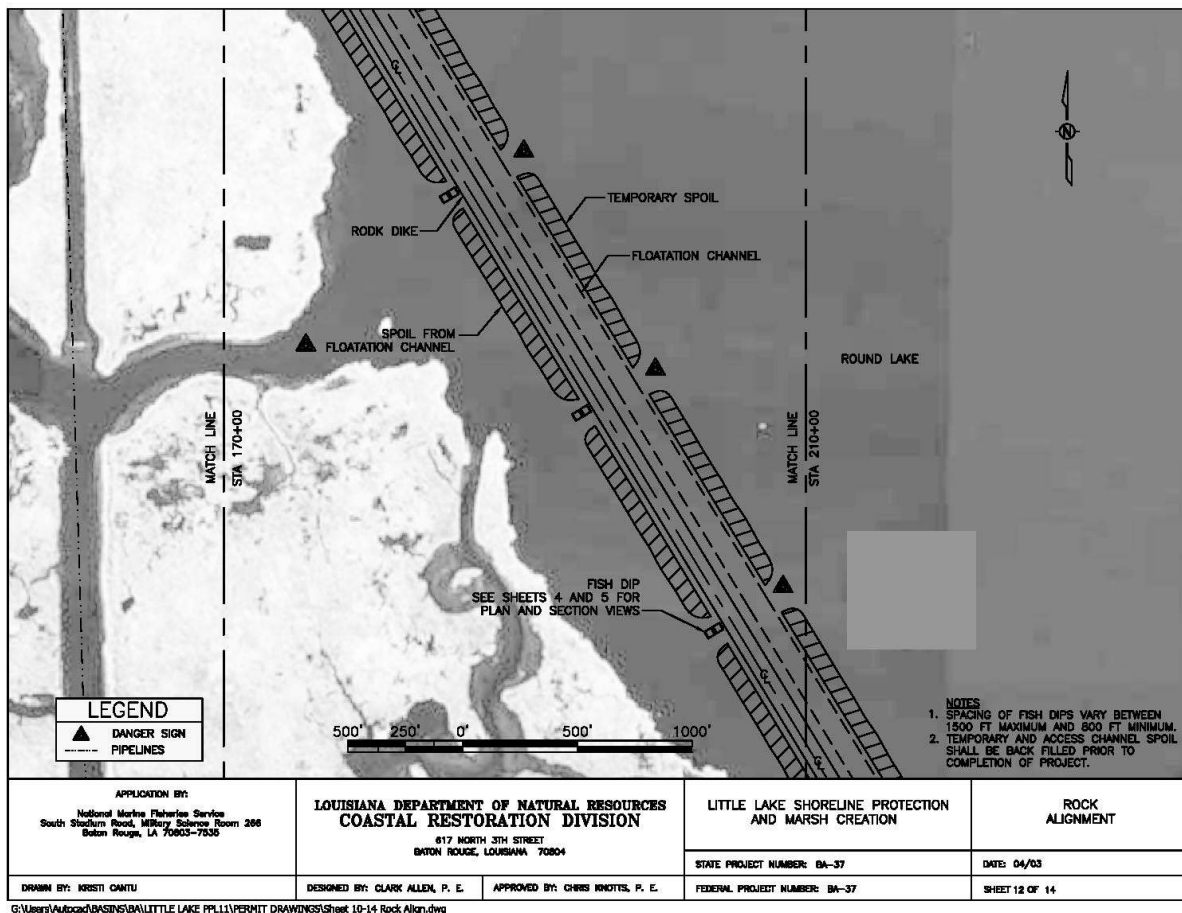 ℄
TEMPORARY SPOIL
RODK DIKE
FLOATATION CHANNEL
SPOIL FROM
FLOATATION CHANNEL
N
ROUND LAKE
MATCH LINE
STA 170+00
MATCH LINE
STA 210+00
FISH DIP
SEE SHEETS 4 AND 5 FOR
PLAN AND SECTION VIEWS
℄
℄
LEGEND
DANGER SIGN
PIPELINES
500' 250' 0' 500' 1000'
NOTES
1. SPACING OF FISH DIPS VARY BETWEEN
1500 FT MAXIMUM AND 800 FT MINIMUM.
2. TEMPORARY AND ACCESS CHANNEL SPOIL
SHALL BE BACK FILLED PRIOR TO
COMPLETION OF PROJECT.
APPLICATION BY:
National Marine Fisheries Service
South Stadium Road, Military Science Room 266
Baton Rouge, LA 70803-7535
LOUISIANA DEPARTMENT OF NATURAL RESOURCES
COASTAL RESTORATION DIVISION
617 NORTH 3TH STREET
BATON ROUGE, LOUISIANA 70804
LITTLE LAKE SHORELINE PROTECTION
AND MARSH CREATION
ROCK
ALIGNMENT
STATE PROJECT NUMBER: BA-37
DATE: 04/03
DRAWN BY: KRISTI CANTU
DESIGNED BY: CLARK ALLEN, P. E.
APPROVED BY: CHRIS KNOTTS, P. E.
FEDERAL PROJECT NUMBER: BA-37
SHEET 12 OF 14
G:\Users\Autocad\BASINS\BA\LITTLE LAKE PPL11\PERMIT DRAWINGS\Sheet 10-14 Rock Align.dwg